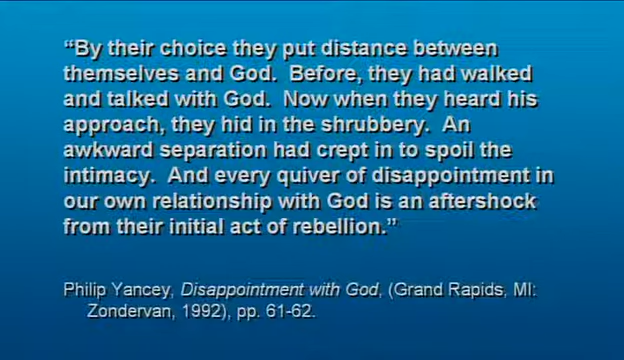 “By their choice they put distance between
themselves and God.  Before, they had walked
and talked with God.  Now when they heard his
approach, they hid in the shrubbery.  An
awkward separation had crept in to spoil the
intimacy.  And every quiver of disappointment in
our own relationship with God is an aftershock
from their initial act of rebellion.”
Philip Yancey, Disappointment with God, (Grand Rapids, MI:
Zondervan, 1992), pp. 61-62.